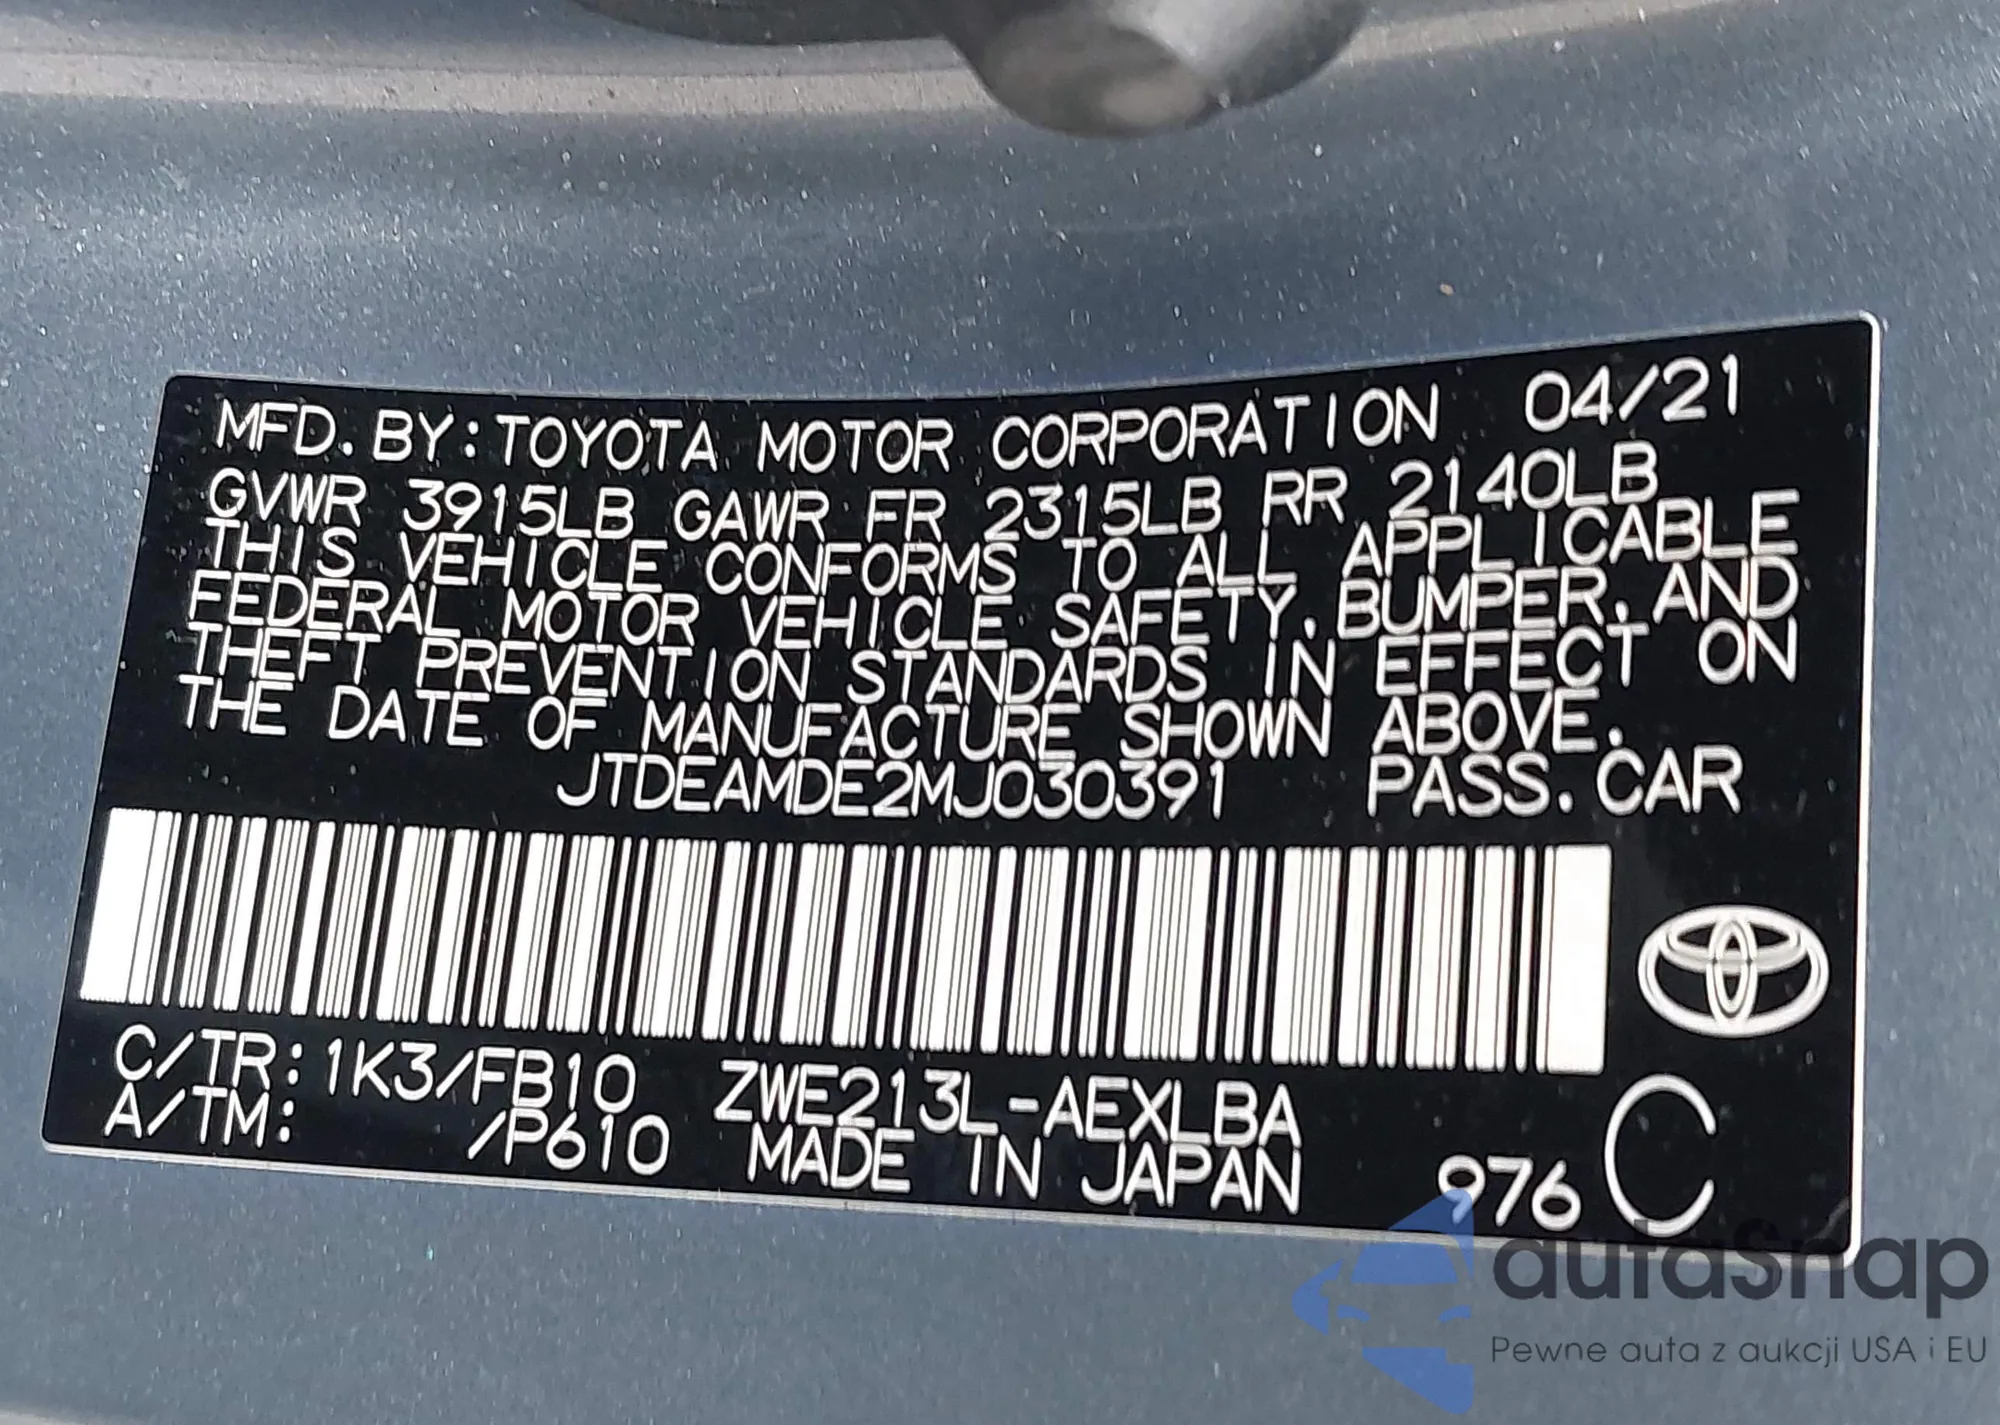 MFD. BY: TOYOTA MOTOR CORPORATION 04/21
GVWR 3915LB GAWR FR 2315LB RR 2140LB
THIS VEHICLE CONFORMS TO ALL APPLICABLE
FEDERAL MOTOR VEHICLE SAFETY, BUMPER, AND
THEFT PREVENTION STANDARDS IN EFFECT ON
THE DATE OF MANUFACTURE SHOWN ABOVE.
JTDEAMDE2MJ030391 PASS. CAR
C/TR: 1K3/FB10 ZWE213L-AEXLBA
A/TM: /P610 MADE IN JAPAN 976 C
autaSnap
Pewne auta z aukcji USA i EU